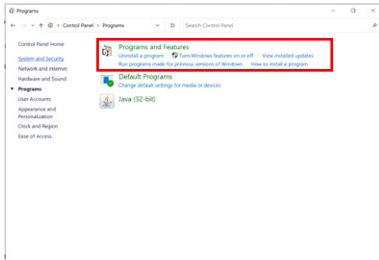 Programs
Control Panel > Programs
Search Control Panel
Control Panel Home
System and Security
Network and Internet
Hardware and Sound
Programs
User Accounts
Appearance and
Personalization
Clock and Region
Ease of Access
Programs and Features
Uninstall a program Turn Windows features on or off View installed updates
Run programs made for previous versions of Windows How to install a program
Default Programs
Change default settings for media or devices
Java (32-bit)